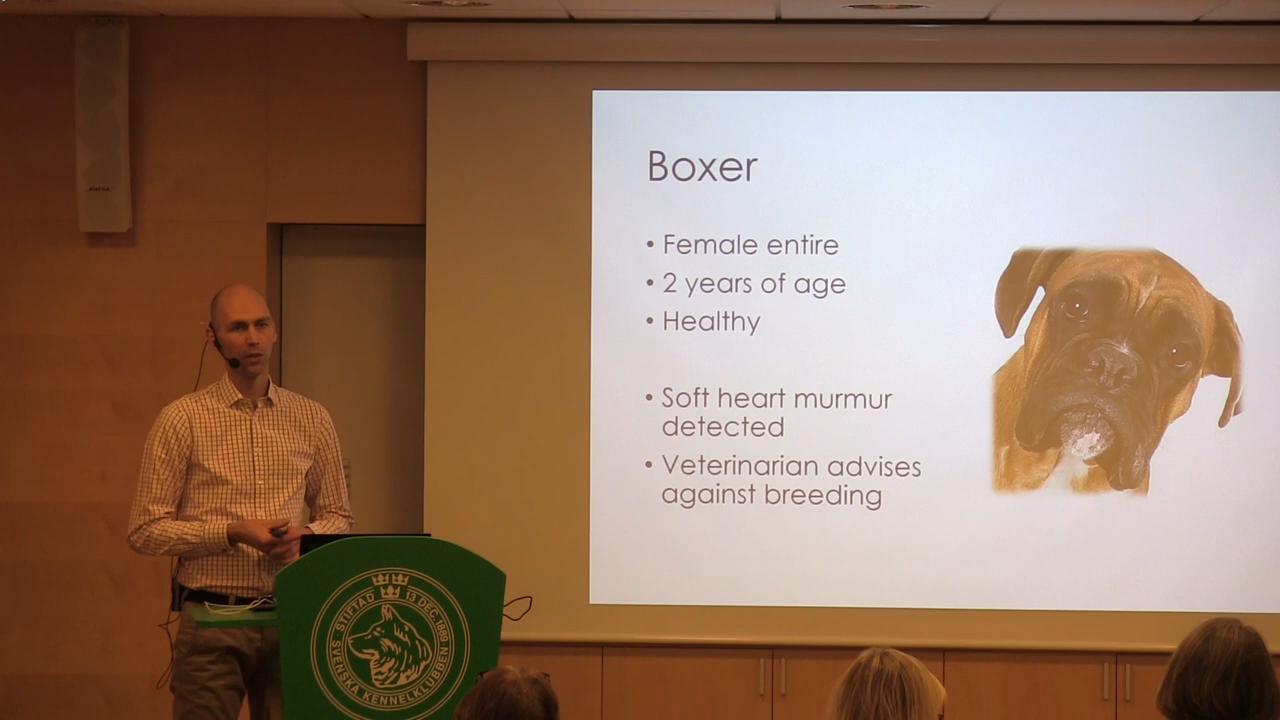 Boxer
• Female entire
• 2 years of age
• Healthy
• Soft heart murmur
detected
• Veterinarian advises
against breeding
STIFTAD 13 DEC. 1889
SVENSKA KENNELKLUBBEN